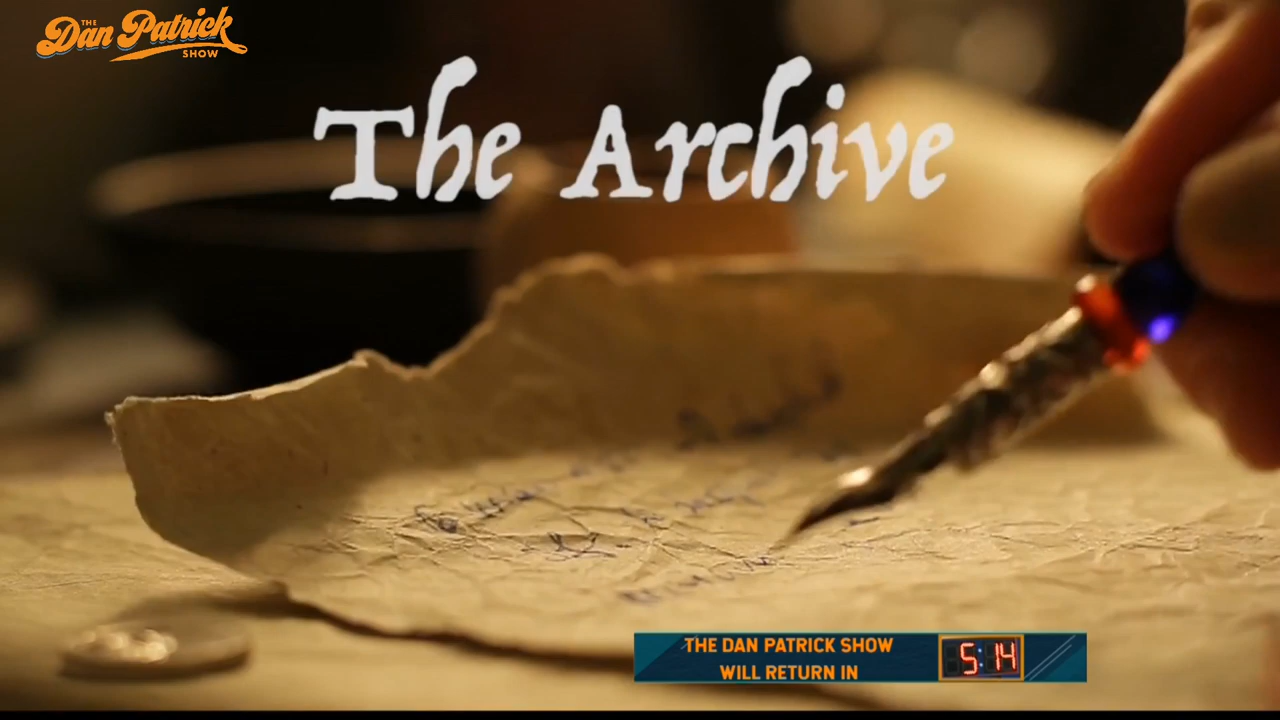 THE
Dan Patrick
SHOW
The Archive
THE DAN PATRICK SHOW
WILL RETURN IN
5:14